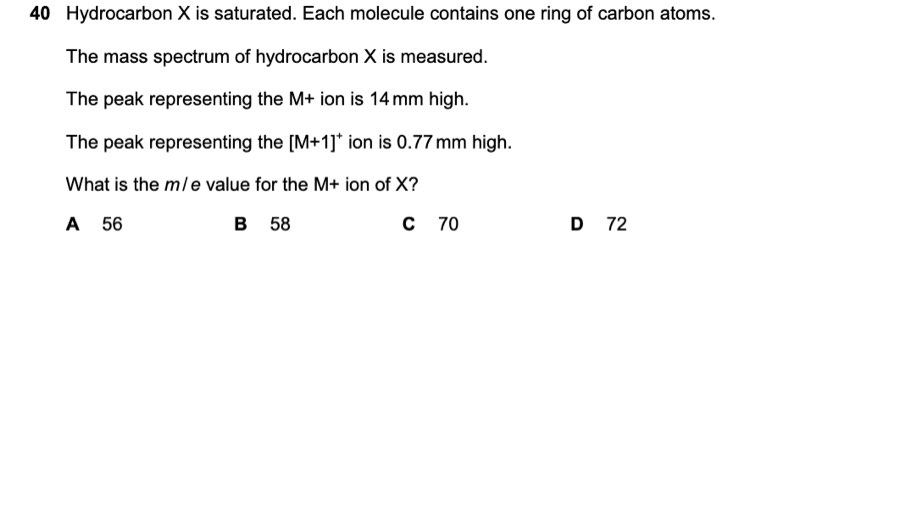 40 Hydrocarbon X is saturated. Each molecule contains one ring of carbon atoms.
The mass spectrum of hydrocarbon X is measured.
The peak representing the M+ ion is 14 mm high.
The peak representing the [M+1]⁺ ion is 0.77 mm high.
What is the m/e value for the M+ ion of X?
A 56 B 58 C 70 D 72